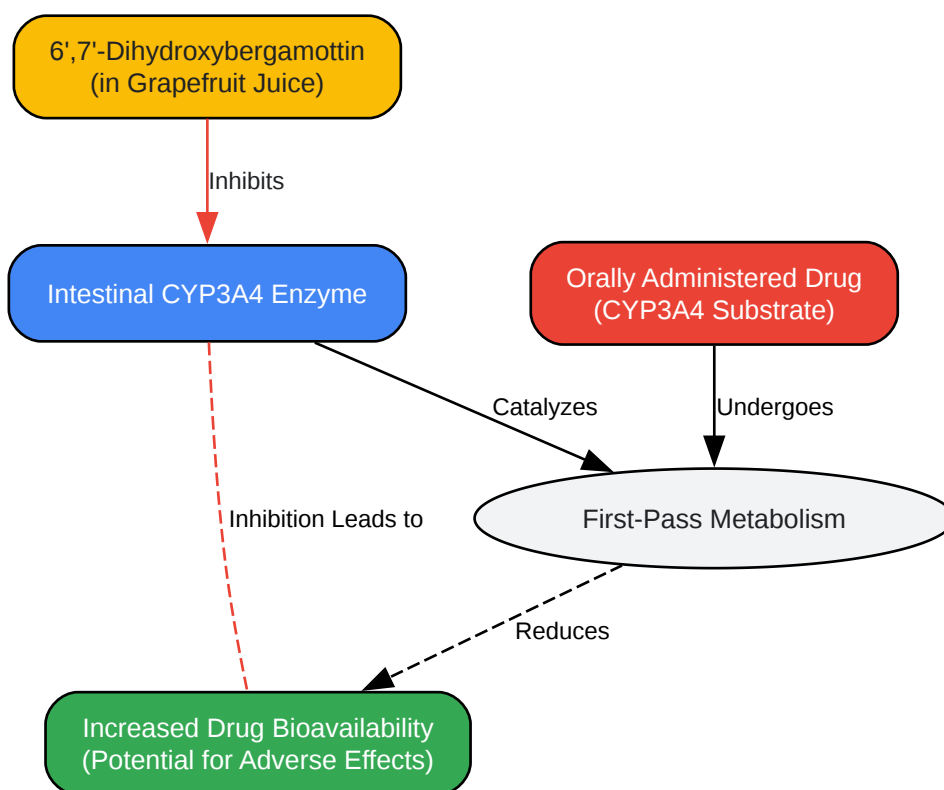 6',7'-Dihydroxybergamottin
(in Grapefruit Juice)
Inhibits
Intestinal CYP3A4 Enzyme
Orally Administered Drug
(CYP3A4 Substrate)
Catalyzes
Undergoes
Inhibition Leads to
First-Pass Metabolism
Reduces
Increased Drug Bioavailability
(Potential for Adverse Effects)